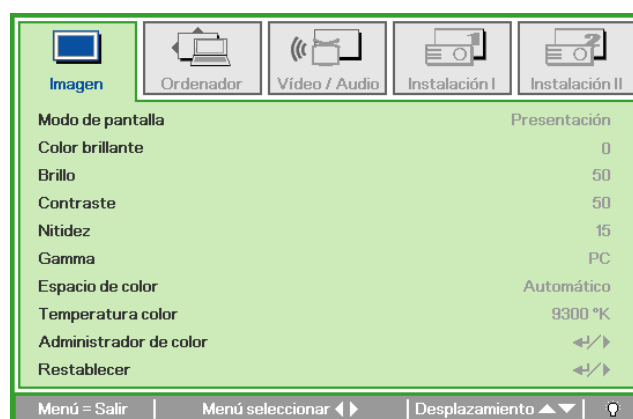 Imagen Ordenador Vídeo / Audio Instalación I Instalación II
Modo de pantalla Presentación
Color brillante 0
Brillo 50
Contraste 50
Nitidez 15
Gamma PC
Espacio de color Automático
Temperatura color 9300 °K
Administrador de color
Restablecer
Menú = Salir Menú seleccionar Desplazamiento